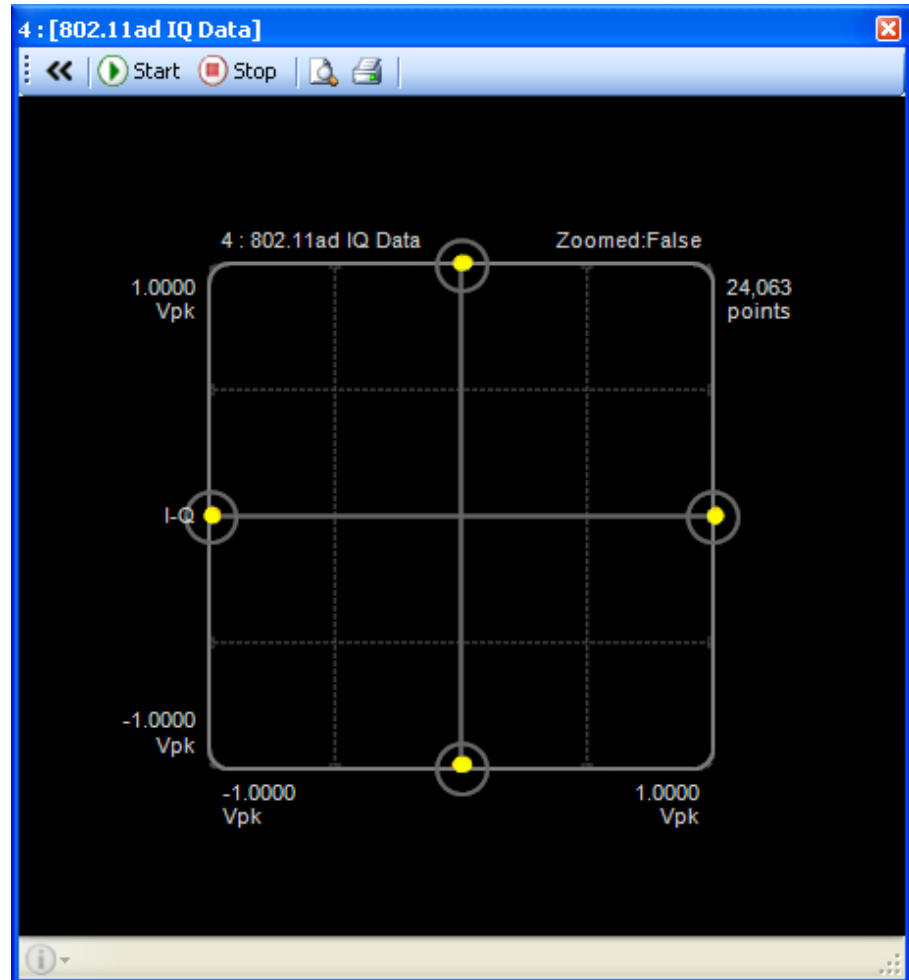 4 : [802.11ad IQ Data]
Start Stop
4 : 802.11ad IQ Data Zoomed:False
1.0000
Vpk
24,063
points
I-Q
-1.0000
Vpk
-1.0000
Vpk
1.0000
Vpk